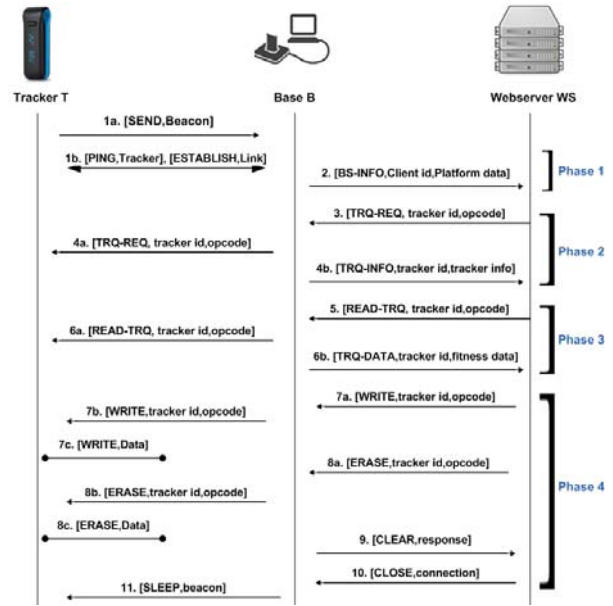 Tracker T
Base B
Webserver WS
1a. [SEND,Beacon]
1b. [PING,Tracker], [ESTABLISH,Link]
2. [BS-INFO,Client id,Platform data]
Phase 1
3. [TRQ-REQ, tracker id,opcode]
4a. [TRQ-REQ, tracker id,opcode]
Phase 2
4b. [TRQ-INFO,tracker id,tracker info]
5. [READ-TRQ, tracker id,opcode]
6a. [READ-TRQ, tracker id,opcode]
Phase 3
6b. [TRQ-DATA,tracker id,fitness data]
7a. [WRITE,tracker id,opcode]
7b. [WRITE,tracker id,opcode]
7c. [WRITE,Data]
8a. [ERASE,tracker id,opcode]
Phase 4
8b. [ERASE,tracker id,opcode]
8c. [ERASE,Data]
9. [CLEAR,response]
10. [CLOSE,connection]
11. [SLEEP,beacon]